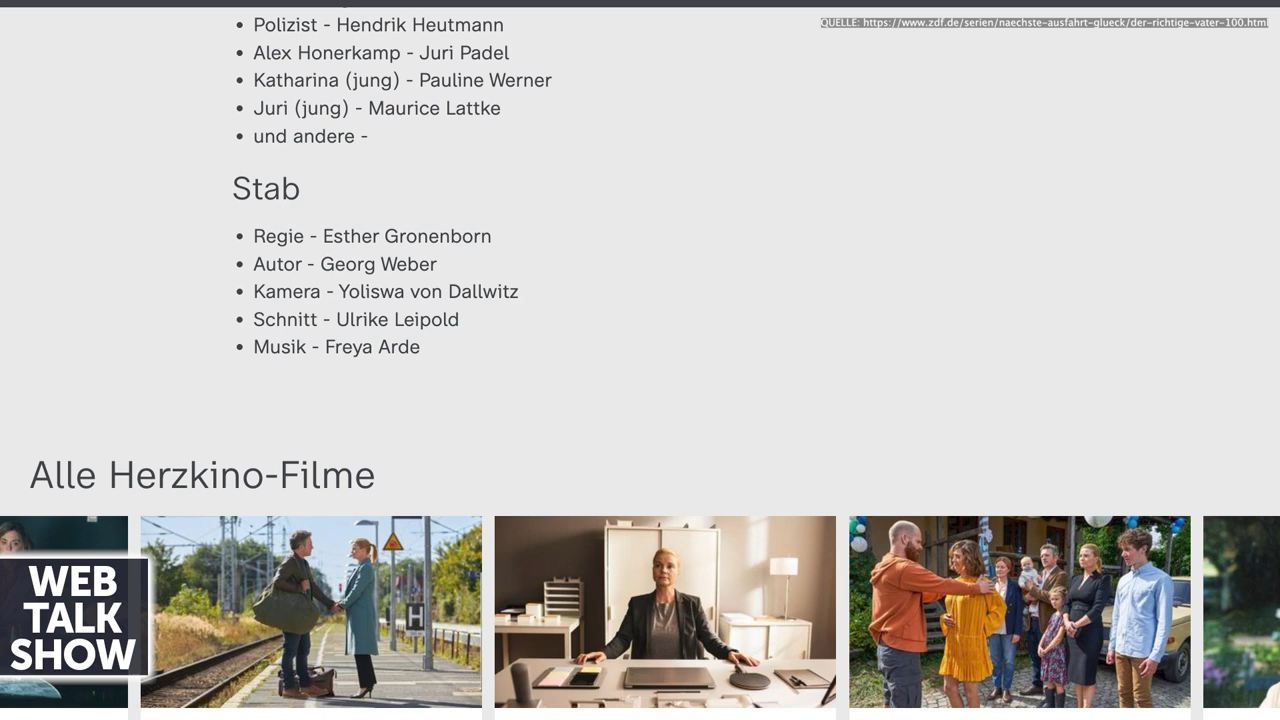 QUELLE: https://www.zdf.de/serien/naechste-ausfahrt-glueck/der-richtige-vater-100.html
Polizist - Hendrik Heutmann
• Alex Honerkamp - Juri Padel
• Katharina (jung) - Pauline Werner
• Juri (jung) - Maurice Lattke
• und andere -
Stab
• Regie - Esther Gronenborn
• Autor - Georg Weber
• Kamera - Yoliswa von Dallwitz
• Schnitt - Ulrike Leipold
• Musik - Freya Arde
Alle Herzkino-Filme
H
WEB
TALK
SHOW